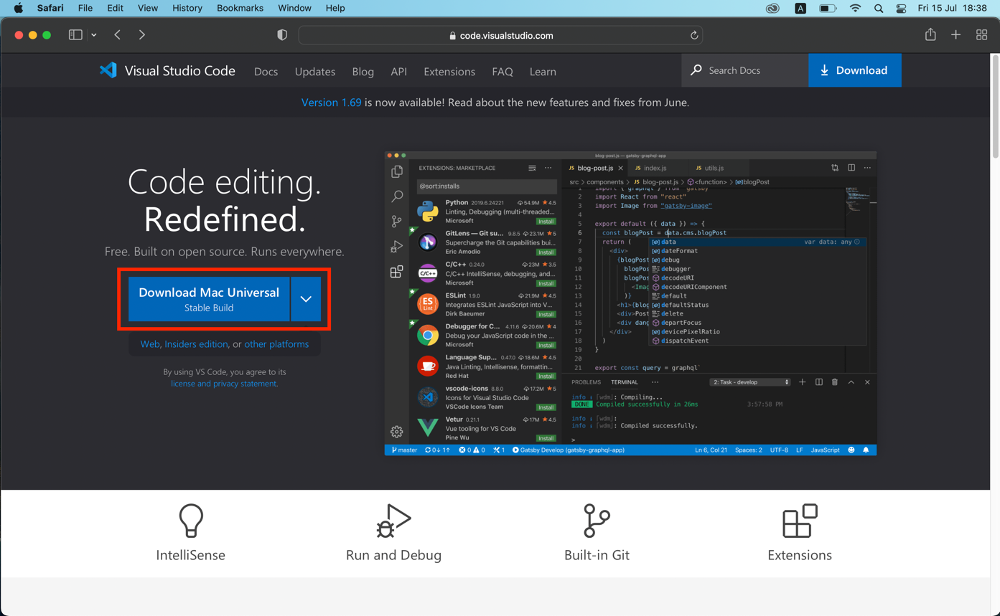 Safari File Edit View History Bookmarks Window Help A Fri 15 Jul 18:38
code.visualstudio.com
Visual Studio Code Docs Updates Blog API Extensions FAQ Learn Search Docs Download
Version 1.69 is now available! Read about the new features and fixes from June.
Code editing.
Redefined.
Free. Built on open source. Runs everywhere.
Download Mac Universal
Stable Build
Web, Insiders edition, or other platforms
By using VS Code, you agree to its
license and privacy statement.
blog-post.js — gatsby-graphql-app
EXTENSIONS: MARKETPLACE
@sort:installs
Python 2019.6.24221 54.9M 4.5
Linting, Debugging (multi-threaded...
Microsoft Install
GitLens — Git su... 9.8.5 23.1M 5
Supercharge the Git capabilities bui...
Eric Amodio Install
C/C++ C/C++ 0.24.0 23M 3.5
C/C++ IntelliSense, debugging, and...
Microsoft Install
ES Lint ESLint 1.9.0 21.9M 4.5
Integrates ESLint JavaScript into V...
Dirk Baeumer Install
Debugger for C... 4.11.6 20.6M 4
Debug your JavaScript code in the ...
Microsoft Install
Language Sup... 0.47.0 18.6M 4.5
Java Linting, Intellisense, formattin...
Red Hat Install
vscode-icons 8.8.0 17.2M 5
Icons for Visual Studio Code
VSCode Icons Team Install
Vetur 0.21.1 17M 4.5
Vue tooling for VS Code
Pine Wu Install
JS blog-post.js JS index.js JS utils.js
src > components > JS blog-post.js > <function> > blogPost
1 import { graphql } from "gatsby"
2 import React from "react"
3 import Image from "gatsby-image"
4
5 export default ({ data }) => {
6 const blogPost = data.cms.blogPost
7 return ( data var data: any
8 <div> dateFormat
9 {blogPost debug
10 blogPos debugger
11 blogPos decodeURI
12 <Imag decodeURIComponent
13 )} default
14 <h1>{blog defaultStatus
15 <div>Post delete
16 <div dang departFocus
17 </div> devicePixelRatio
18 ) dispatchEvent
19 }
20
21 export const query = graphql`
PROBLEMS TERMINAL ... 2: Task - develop
info ｢wdm｣: Compiling...
DONE Compiled successfully in 26ms 3:57:58 PM
info ｢wdm｣:
info ｢wdm｣: Compiled successfully.
>
master 0↓ 1↑ 0 0 1 Gatsby Develop (gatsby-graphql-app) Ln 6, Col 21 Spaces: 2 UTF-8 LF JavaScript
IntelliSense Run and Debug Built-in Git Extensions